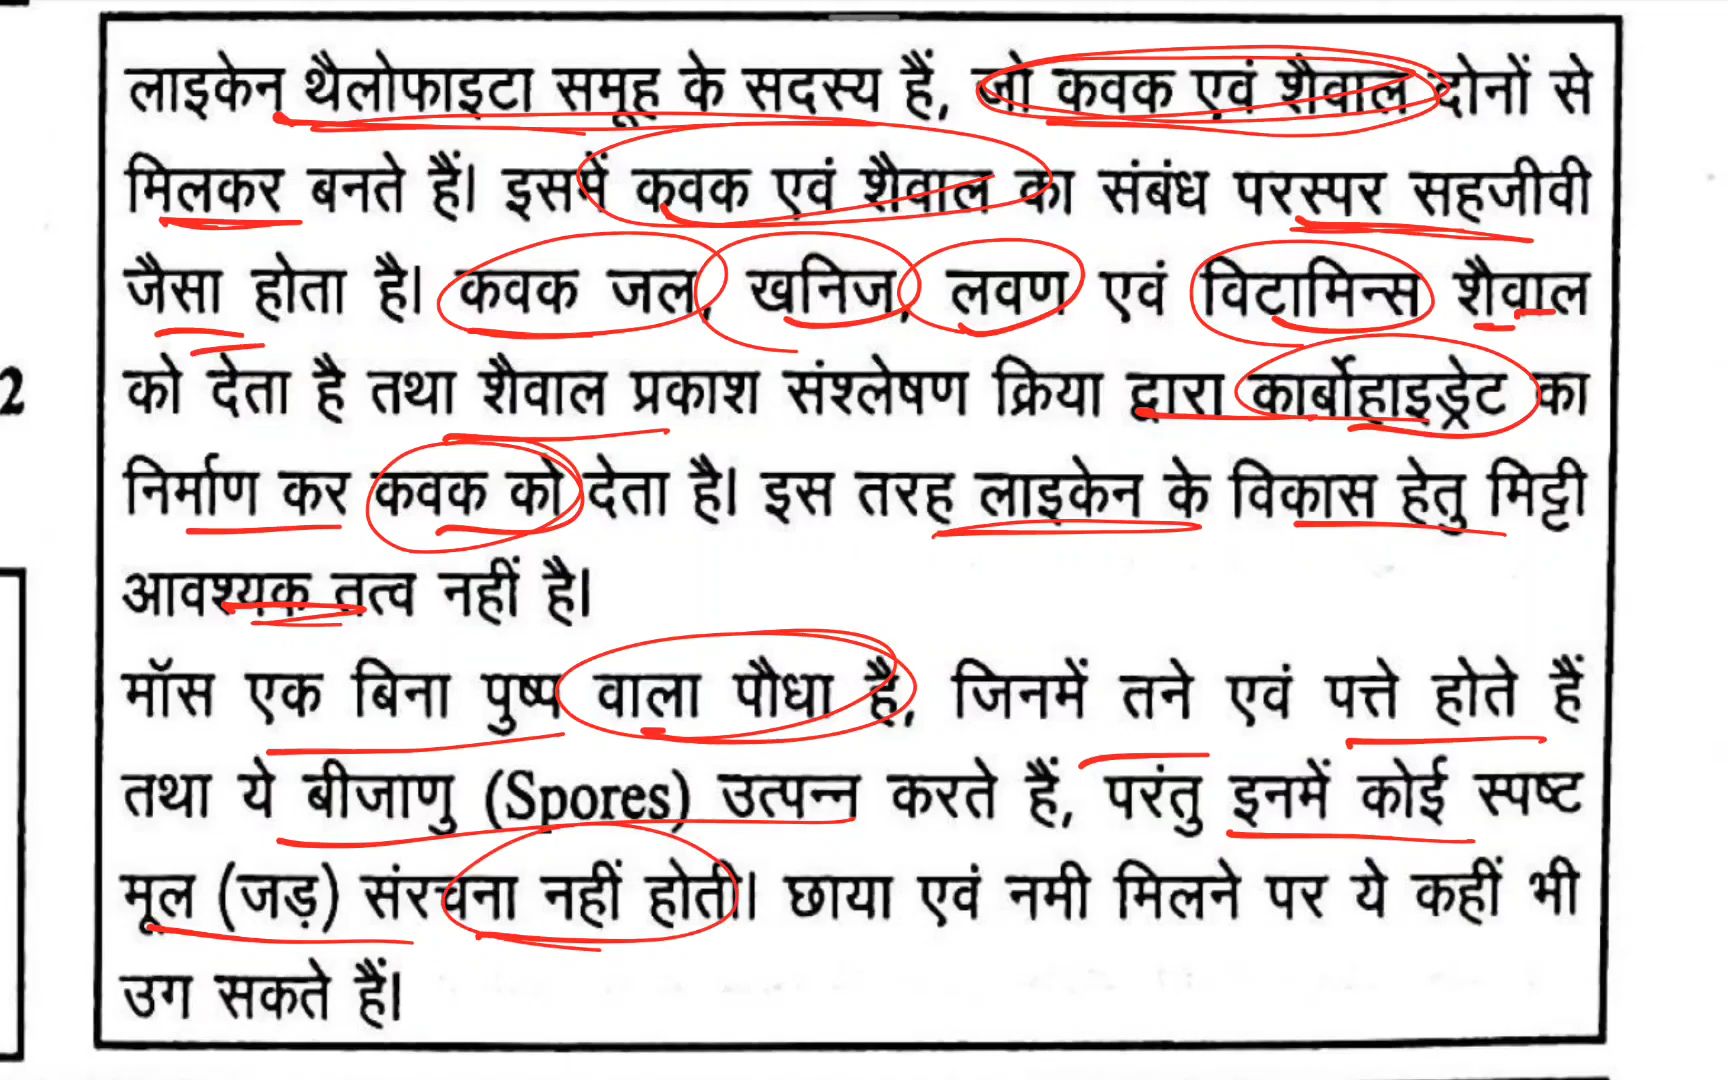 लाइकेन थैलोफाइटा समूह के सदस्य हैं, जो कवक एवं शैवाल दोनों से
मिलकर बनते हैं। इसमें कवक एवं शैवाल का संबंध परस्पर सहजीवी
जैसा होता है। कवक जल, खनिज, लवण एवं विटामिन्स शैवाल
को देता है तथा शैवाल प्रकाश संश्लेषण क्रिया द्वारा कार्बोहाइड्रेट का
2
निर्माण कर कवक को देता है। इस तरह लाइकेन के विकास हेतु मिट्टी
आवश्यक तत्व नहीं है।
मॉस एक बिना पुष्प वाला पौधा है, जिनमें तने एवं पत्ते होते हैं
तथा ये बीजाणु (Spores) उत्पन्न करते हैं, परंतु इनमें कोई स्पष्ट
मूल (जड़) संरचना नहीं होती। छाया एवं नमी मिलने पर ये कहीं भी
उग सकते हैं।